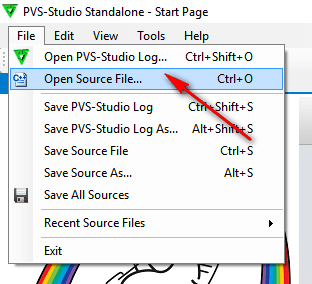 PVS-Studio Standalone - Start Page
File Edit View Tools Help
Open PVS-Studio Log... Ctrl+Shift+O
Open Source File... Ctrl+O
Save PVS-Studio Log Ctrl+Shift+S
Save PVS-Studio Log As... Alt+Shift+S
Save Source File Ctrl+S
Save Source As... Alt+S
Save All Sources
Recent Source Files
Exit